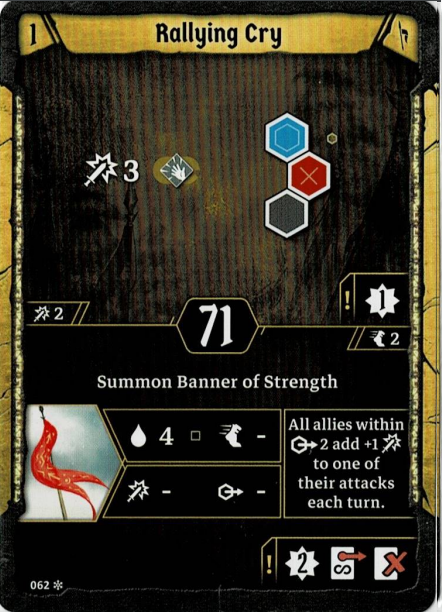 1 Rallying Cry
3
! 1
2
71
2
Summon Banner of Strength
4 -
- -
All allies within
2 add +1
to one of
their attacks
each turn.
! 2
062